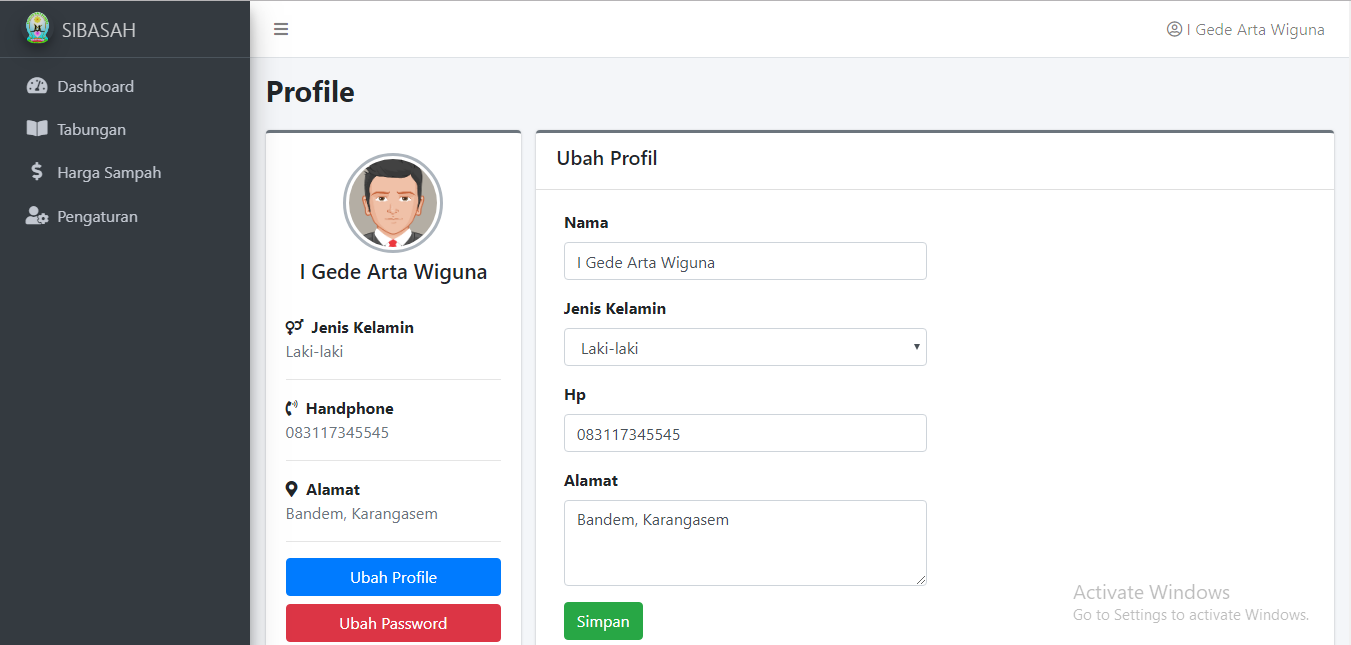 SIBASAH
I Gede Arta Wiguna
Dashboard
Tabungan
Harga Sampah
Pengaturan
Profile
I Gede Arta Wiguna
Jenis Kelamin
Laki-laki
Handphone
083117345545
Alamat
Bandem, Karangasem
Ubah Profile
Ubah Password
Ubah Profil
Nama
I Gede Arta Wiguna
Jenis Kelamin
Laki-laki
Hp
083117345545
Alamat
Bandem, Karangasem
Simpan
Activate Windows
Go to Settings to activate Windows.